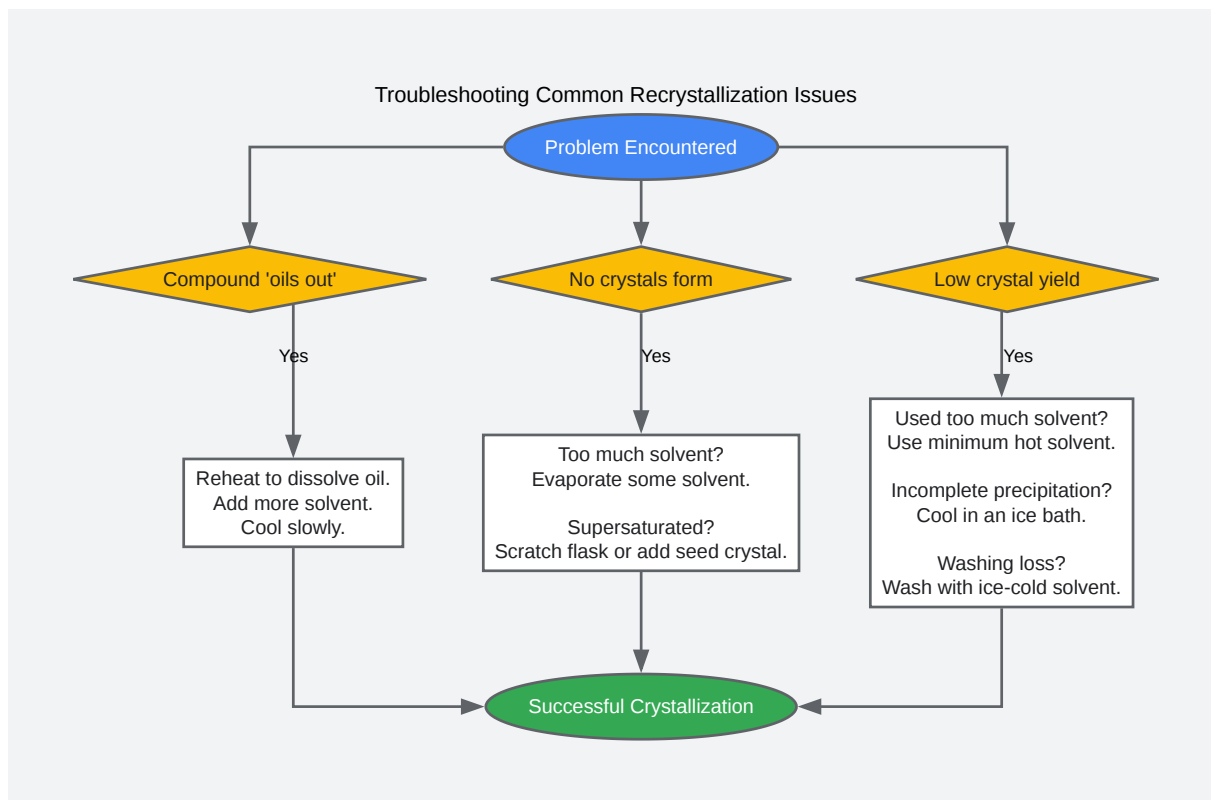 Troubleshooting Common Recrystallization Issues
Problem Encountered
Compound 'oils out'
No crystals form
Low crystal yield
Yes
Yes
Yes
Reheat to dissolve oil.
Add more solvent.
Cool slowly.
Too much solvent?
Evaporate some solvent.
Supersaturated?
Scratch flask or add seed crystal.
Used too much solvent?
Use minimum hot solvent.
Incomplete precipitation?
Cool in an ice bath.
Washing loss?
Wash with ice-cold solvent.
Successful Crystallization